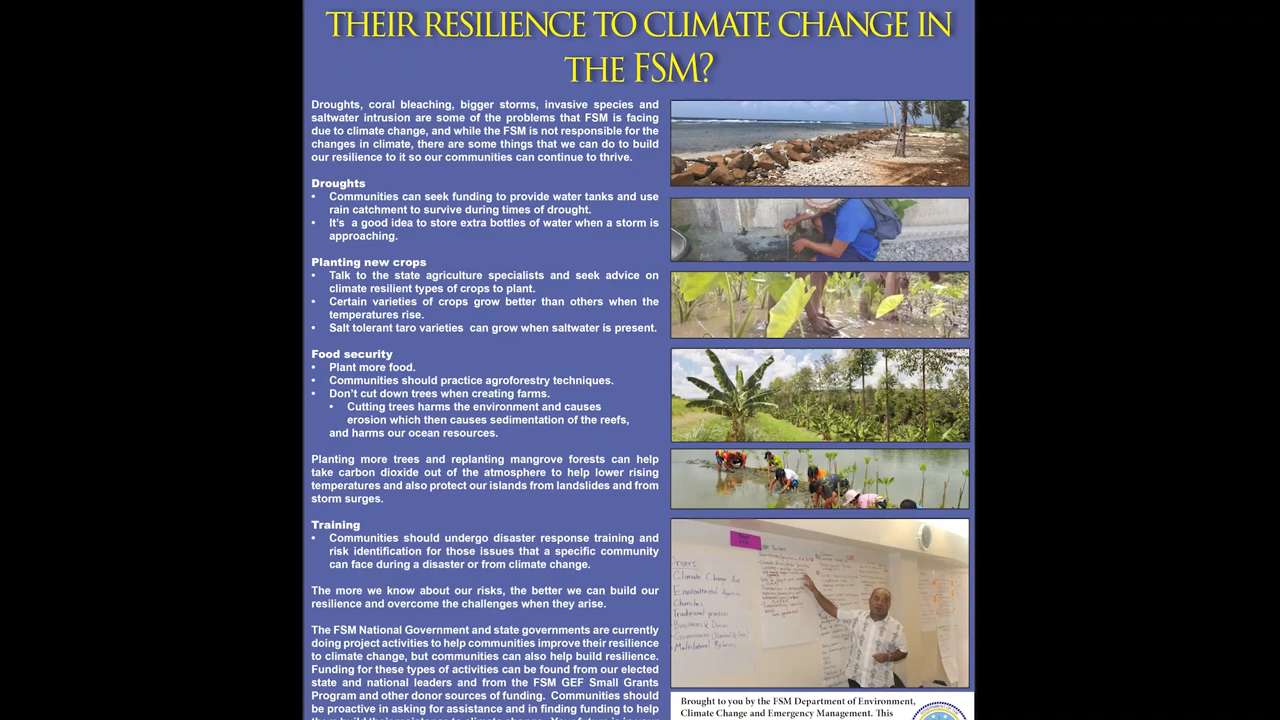 THEIR RESILIENCE TO CLIMATE CHANGE IN
THE FSM?
Droughts, coral bleaching, bigger storms, invasive species and
saltwater intrusion are some of the problems that FSM is facing
due to climate change, and while the FSM is not responsible for the
changes in climate, there are some things that we can do to build
our resilience to it so our communities can continue to thrive.
Droughts
• Communities can seek funding to provide water tanks and use
rain catchment to survive during times of drought.
• It's a good idea to store extra bottles of water when a storm is
approaching.
Planting new crops
• Talk to the state agriculture specialists and seek advice on
climate resilient types of crops to plant.
• Certain varieties of crops grow better than others when the
temperatures rise.
• Salt tolerant taro varieties can grow when saltwater is present.
Food security
• Plant more food.
• Communities should practice agroforestry techniques.
• Don't cut down trees when creating farms.
• Cutting trees harms the environment and causes
erosion which then causes sedimentation of the reefs,
and harms our ocean resources.
Planting more trees and replanting mangrove forests can help
take carbon dioxide out of the atmosphere to help lower rising
temperatures and also protect our islands from landslides and from
storm surges.
Training
• Communities should undergo disaster response training and
risk identification for those issues that a specific community
can face during a disaster or from climate change.
The more we know about our risks, the better we can build our
resilience and overcome the challenges when they arise.
The FSM National Government and state governments are currently
doing project activities to help communities improve their resilience
to climate change, but communities can also help build resilience.
Funding for these types of activities can be found from our elected
state and national leaders and from the FSM GEF Small Grants
Program and other donor sources of funding. Communities should
be proactive in asking for assistance and in finding funding to help
Climate Change
Charities
Traditional
Business
Government
Multilateral
Brought to you by the FSM Department of Environment,
Climate Change and Emergency Management. This